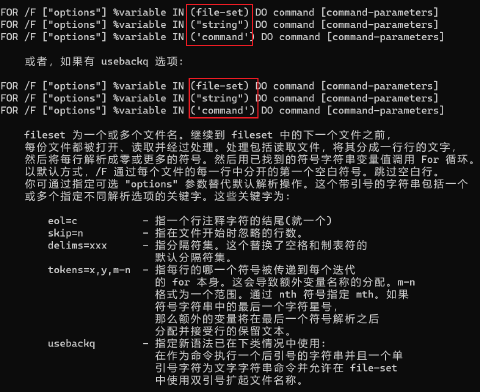 FOR /F ["options"] %variable IN (file-set) DO command [command-parameters]
FOR /F ["options"] %variable IN ("string") DO command [command-parameters]
FOR /F ["options"] %variable IN ('command') DO command [command-parameters]
或者，如果有 usebackq 选项:
FOR /F ["options"] %variable IN (file-set) DO command [command-parameters]
FOR /F ["options"] %variable IN ("string") DO command [command-parameters]
FOR /F ["options"] %variable IN ('command') DO command [command-parameters]
fileset 为一个或多个文件名。继续到 fileset 中的下一个文件之前，
每份文件都被打开、读取并经过处理。处理包括读取文件，将其分成一行行的文字，
然后将每行解析成零或更多的符号。然后用已找到的符号字符串变量值调用 For 循环。
以默认方式，/F 通过每个文件的每一行中分开的第一个空白符号。跳过空白行。
你可通过指定可选 "options" 参数替代默认解析操作。这个带引号的字符串包括一个
或多个指定不同解析选项的关键字。这些关键字为:
eol=c - 指一个行注释字符的结尾(就一个)
skip=n - 指在文件开始时忽略的行数。
delims=xxx - 指分隔符集。这个替换了空格和制表符的
默认分隔符集。
tokens=x,y,m-n - 指每行的哪一个符号被传递到每个迭代
的 for 本身。这会导致额外变量名称的分配。m-n
格式为一个范围。通过 nth 符号指定 mth。如果
符号字符串中的最后一个字符星号，
那么额外的变量将在最后一个符号解析之后
分配并接受行的保留文本。
usebackq - 指定新语法已在下类情况中使用:
在作为命令执行一个后引号的字符串并且一个单
引号字符为文字字符串命令并允许在 file-set
中使用双引号扩起文件名称。